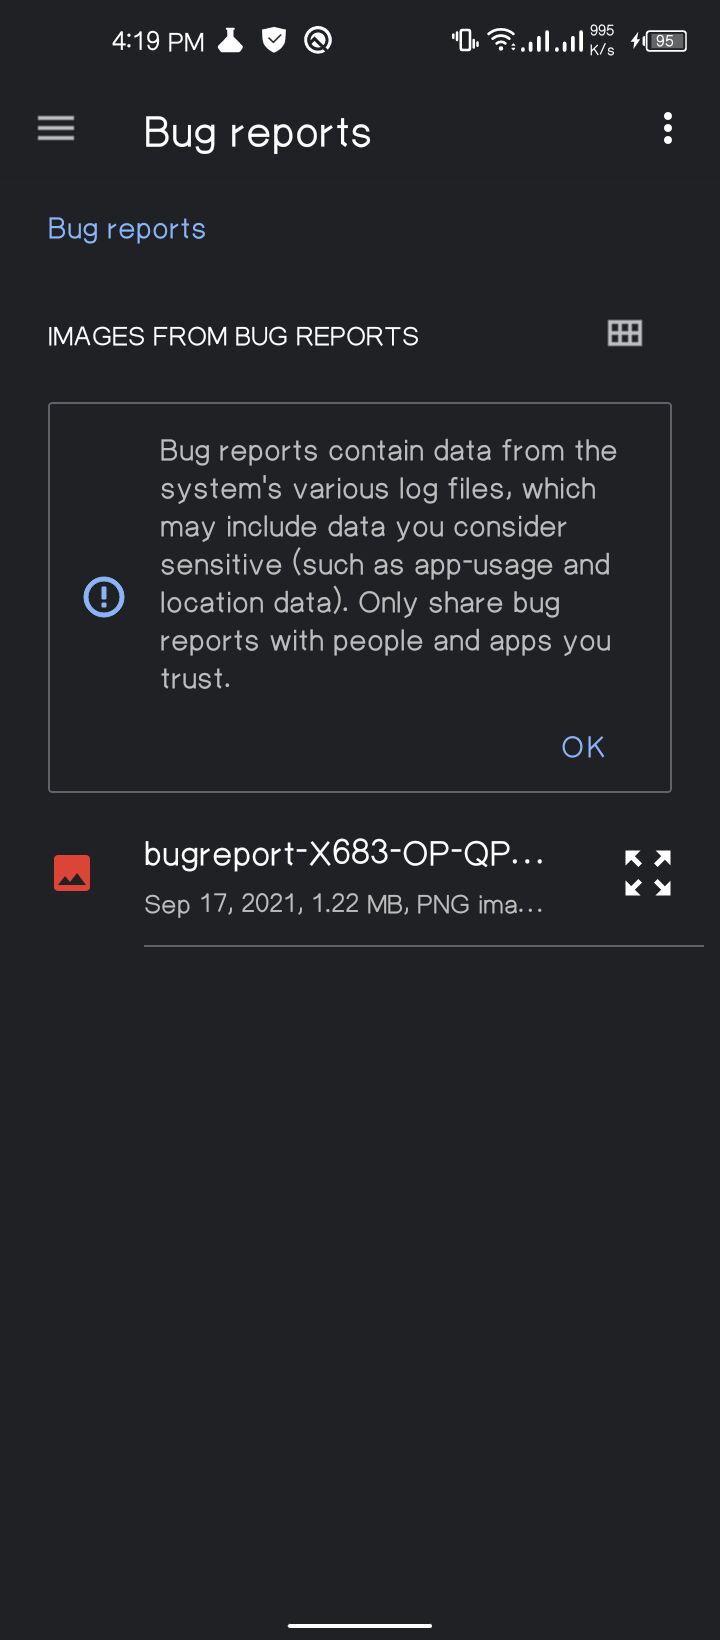 4:19 PM
995
K/s
95
Bug reports
Bug reports
IMAGES FROM BUG REPORTS
Bug reports contain data from the
system's various log files, which
may include data you consider
sensitive (such as app-usage and
location data). Only share bug
reports with people and apps you
trust.
OK
bugreport-X683-OP-QP...
Sep 17, 2021, 1.22 MB, PNG ima...